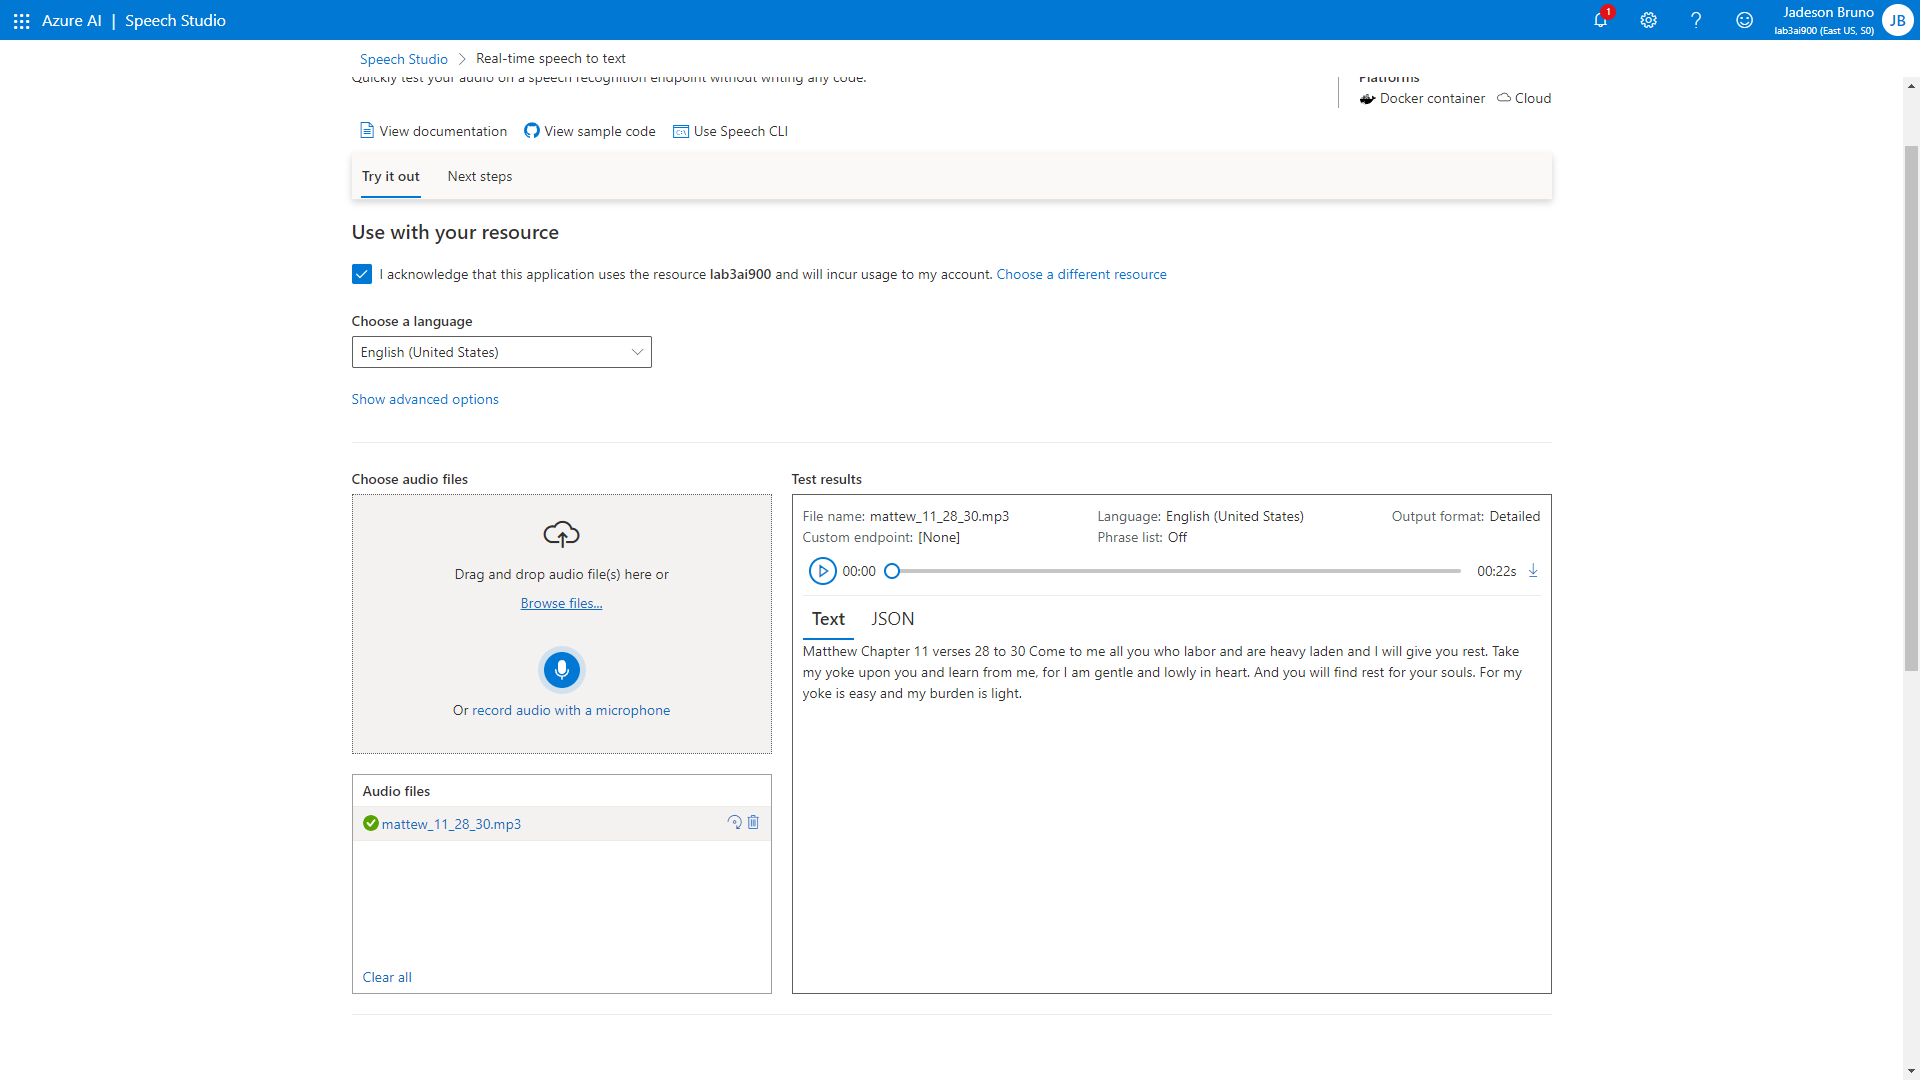 Azure AI | Speech Studio
1
Jadeson Bruno
lab3ai900 (East US, S0)
JB
Speech Studio > Real-time speech to text
Quickly test your audio on a speech recognition endpoint without writing any code.
Platforms
Docker container Cloud
View documentation View sample code Use Speech CLI
Try it out Next steps
Use with your resource
I acknowledge that this application uses the resource lab3ai900 and will incur usage to my account. Choose a different resource
Choose a language
English (United States)
Show advanced options
Choose audio files
Drag and drop audio file(s) here or
Browse files...
Or record audio with a microphone
Audio files
mattew_11_28_30.mp3
Clear all
Test results
File name: mattew_11_28_30.mp3 Language: English (United States) Output format: Detailed
Custom endpoint: [None] Phrase list: Off
00:00 00:22s
Text JSON
Matthew Chapter 11 verses 28 to 30 Come to me all you who labor and are heavy laden and I will give you rest. Take
my yoke upon you and learn from me, for I am gentle and lowly in heart. And you will find rest for your souls. For my
yoke is easy and my burden is light.